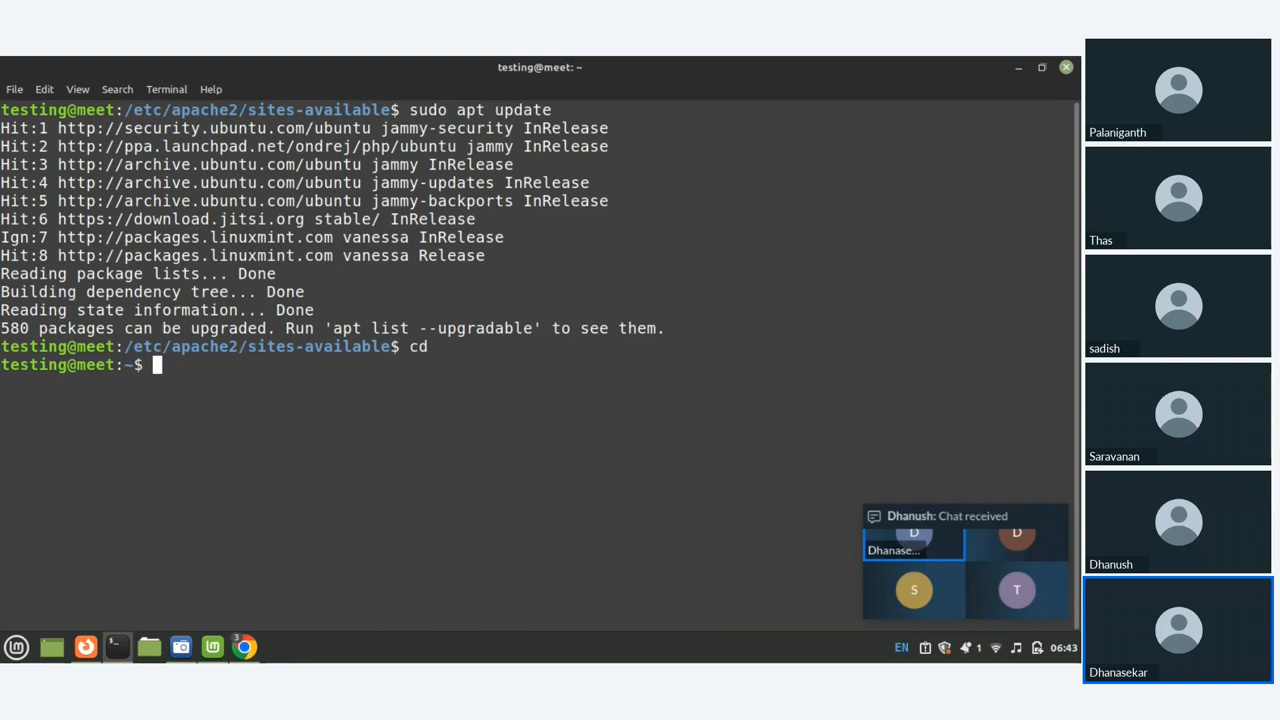 testing@meet: ~
File Edit View Search Terminal Help
testing@meet:/etc/apache2/sites-available$ sudo apt update
Hit:1 http://security.ubuntu.com/ubuntu jammy-security InRelease
Hit:2 http://ppa.launchpad.net/ondrej/php/ubuntu jammy InRelease
Hit:3 http://archive.ubuntu.com/ubuntu jammy InRelease
Hit:4 http://archive.ubuntu.com/ubuntu jammy-updates InRelease
Hit:5 http://archive.ubuntu.com/ubuntu jammy-backports InRelease
Hit:6 https://download.jitsi.org stable/ InRelease
Ign:7 http://packages.linuxmint.com vanessa InRelease
Hit:8 http://packages.linuxmint.com vanessa Release
Reading package lists... Done
Building dependency tree... Done
Reading state information... Done
580 packages can be upgraded. Run 'apt list --upgradable' to see them.
testing@meet:/etc/apache2/sites-available$ cd
testing@meet:~$
Dhanush: Chat received
D D
Dhanase...
S T
3
EN 1 06:43
Palaniganth
Thas
sadish
Saravanan
Dhanush
Dhanasekar